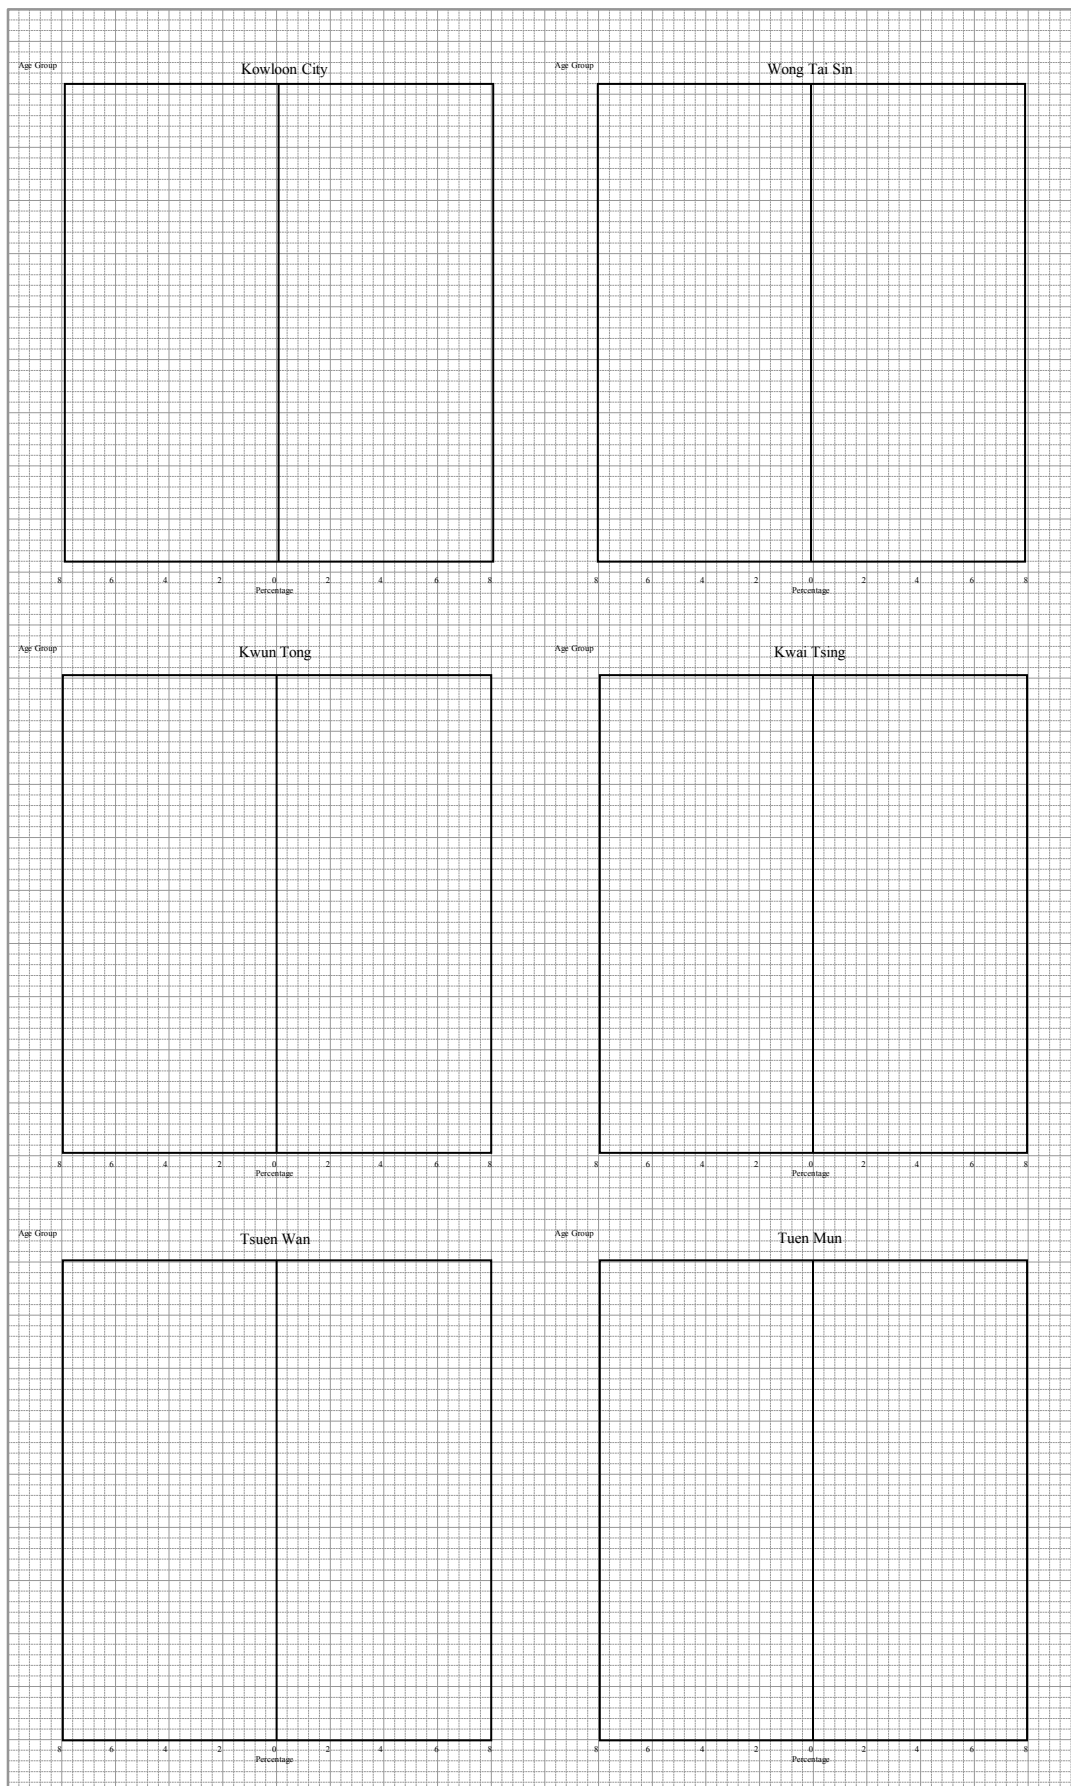 Age Group
Kowloon City
Age Group
Wong Tai Sin
8 6 4 2 0 2 4 6 8
Percentage
8 6 4 2 0 2 4 6 8
Percentage
Age Group
Kwun Tong
Age Group
Kwai Tsing
8 6 4 2 0 2 4 6 8
Percentage
8 6 4 2 0 2 4 6 8
Percentage
Age Group
Tsuen Wan
Age Group
Tuen Mun
8 6 4 2 0 2 4 6 8
Percentage
8 6 4 2 0 2 4 6 8
Percentage